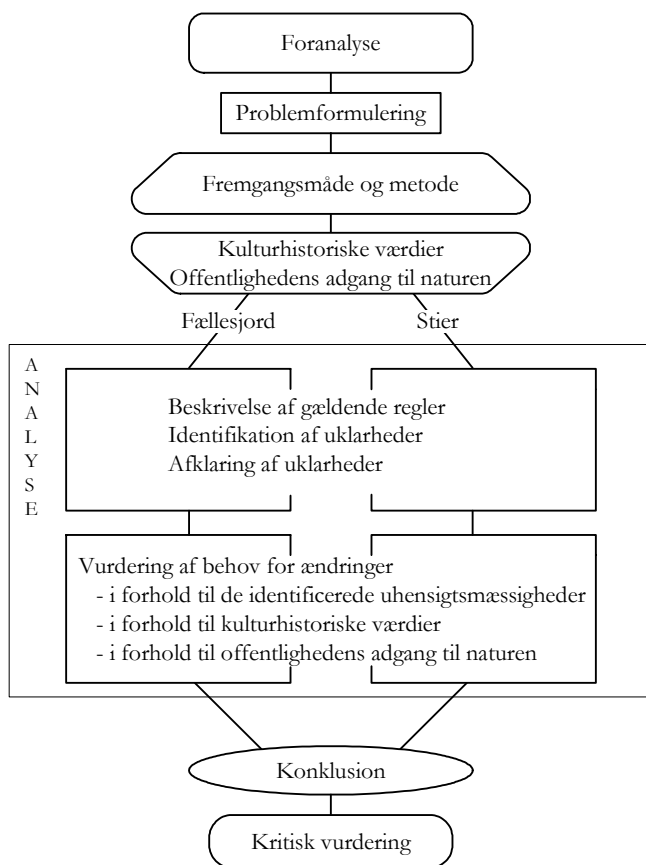 Foranalyse
Problemformulering
Fremgangsmåde og metode
Kulturhistoriske værdier
Offentlighedens adgang til naturen
Fællesjord
Stier
ANALYSE
Beskrivelse af gældende regler
Identifikation af uklarheder
Afklaring af uklarheder
Vurdering af behov for ændringer
- i forhold til de identificerede uhensigtsmæssigheder
- i forhold til kulturhistoriske værdier
- i forhold til offentlighedens adgang til naturen
Konklusion
Kritisk vurdering